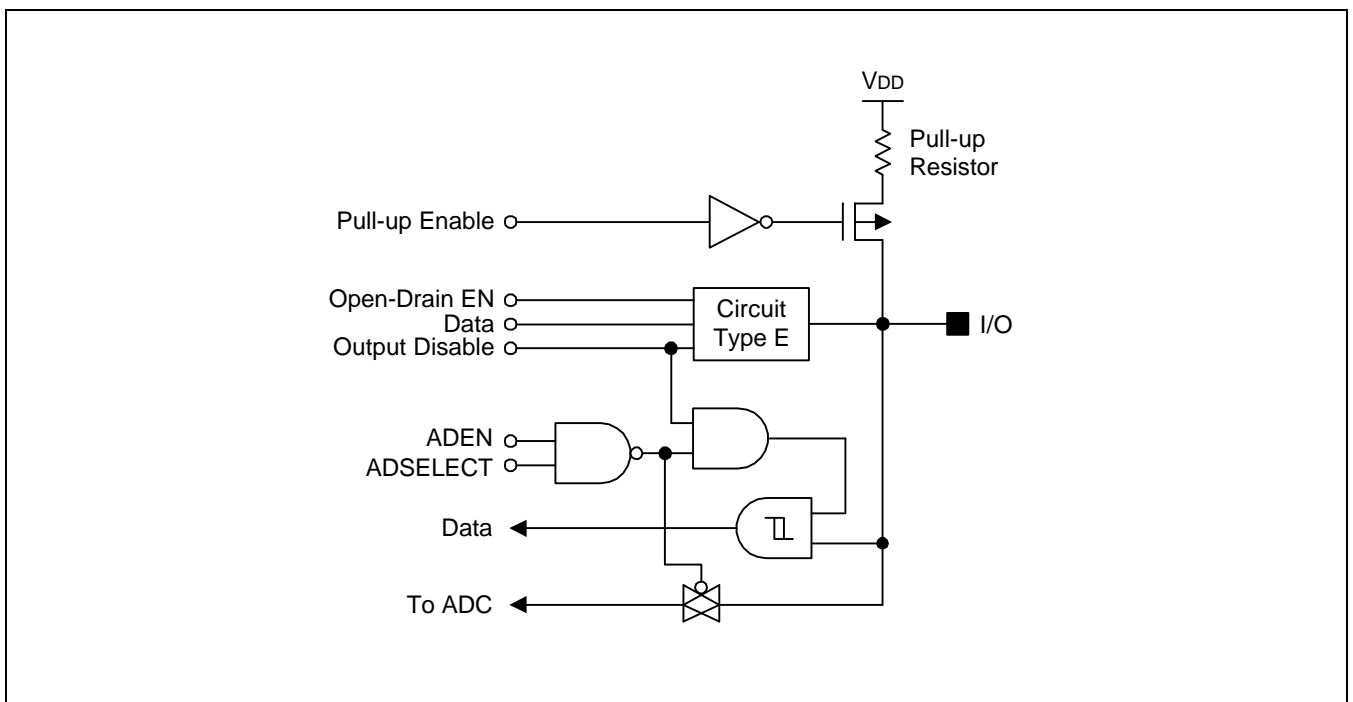 VDD
Pull-up
Resistor
Pull-up Enable
Open-Drain EN
Data
Output Disable
Circuit
Type E
I/O
ADEN
ADSELECT
Data
To ADC